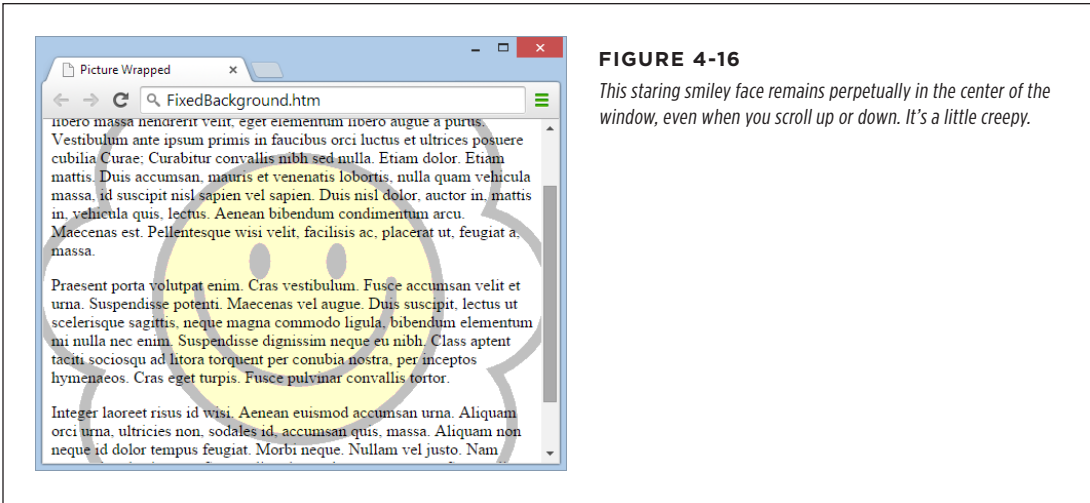 Picture Wrapped
FixedBackground.htm
libero massa hendrerit velit, eget elementum libero augue a purus.
Vestibulum ante ipsum primis in faucibus orci luctus et ultrices posuere
cubilia Curae; Curabitur convallis nibh sed nulla. Etiam dolor. Etiam
mattis. Duis accumsan, mauris et venenatis lobortis, nulla quam vehicula
massa, id suscipit nisl sapien vel sapien. Duis nisl dolor, auctor in, mattis
in, vehicula quis, lectus. Aenean bibendum condimentum arcu.
Maecenas est. Pellentesque wisi velit, facilisis ac, placerat ut, feugiat a,
massa.
Praesent porta volutpat enim. Cras vestibulum. Fusce accumsan velit et
urna. Suspendisse potenti. Maecenas vel augue. Duis suscipit, lectus ut
scelerisque sagittis, neque magna commodo ligula, bibendum elementum
mi nulla nec enim. Suspendisse dignissim neque eu nibh. Class aptent
taciti sociosqu ad litora torquent per conubia nostra, per inceptos
hymenaeos. Cras eget turpis. Fusce pulvinar convallis tortor.
Integer laoreet risus id wisi. Aenean euismod accumsan urna. Aliquam
orci urna, ultricies non, sodales id, accumsan quis, massa. Aliquam non
neque id dolor tempus feugiat. Morbi neque. Nullam vel justo. Nam
FIGURE 4-16
This staring smiley face remains perpetually in the center of the
window, even when you scroll up or down. It's a little creepy.